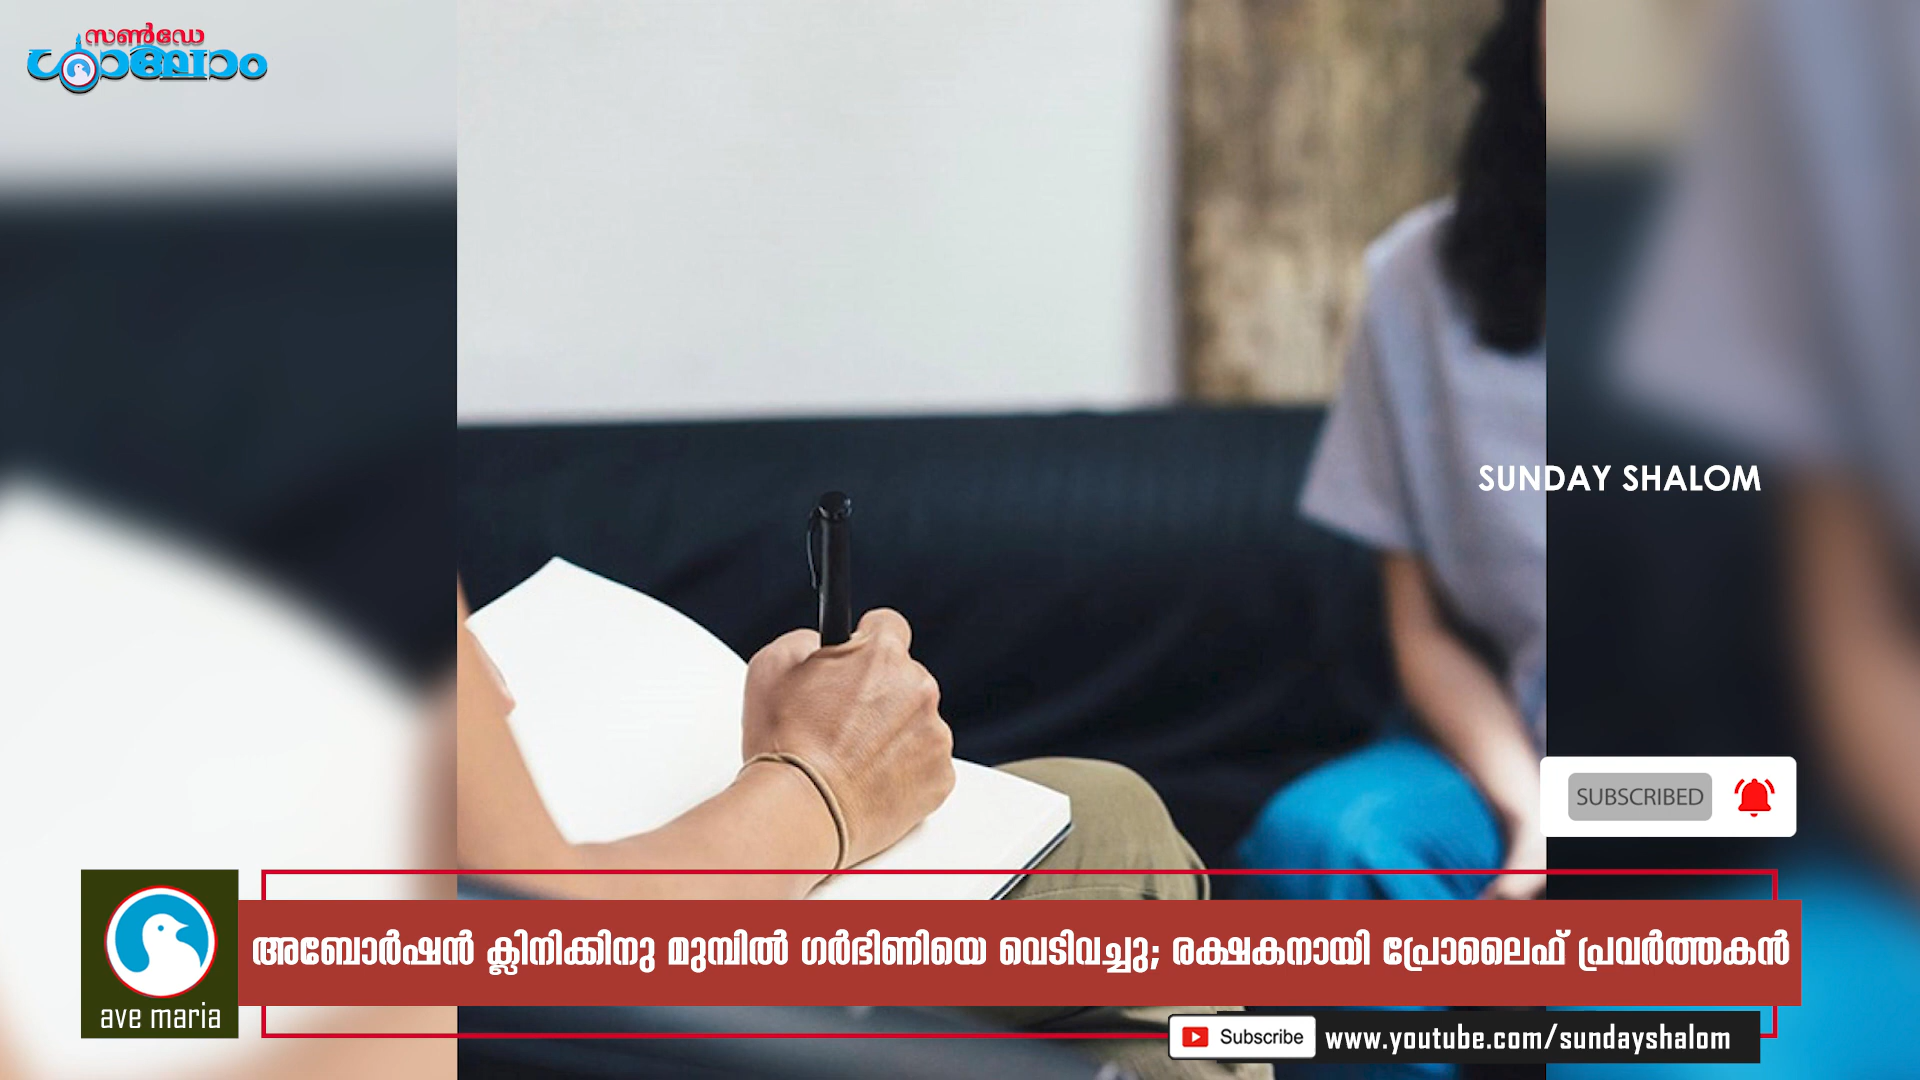 സൺഡേ
ശാലോം
SUNDAY SHALOM
SUBSCRIBED
അബോർഷൻ ക്ലിനിക്കിനു മുമ്പിൽ ഗർഭിണിയെ വെടിവച്ചു; രക്ഷകനായി പ്രോലൈഫ് പ്രവർത്തകൻ
ave maria
Subscribe www.youtube.com/sundayshalom